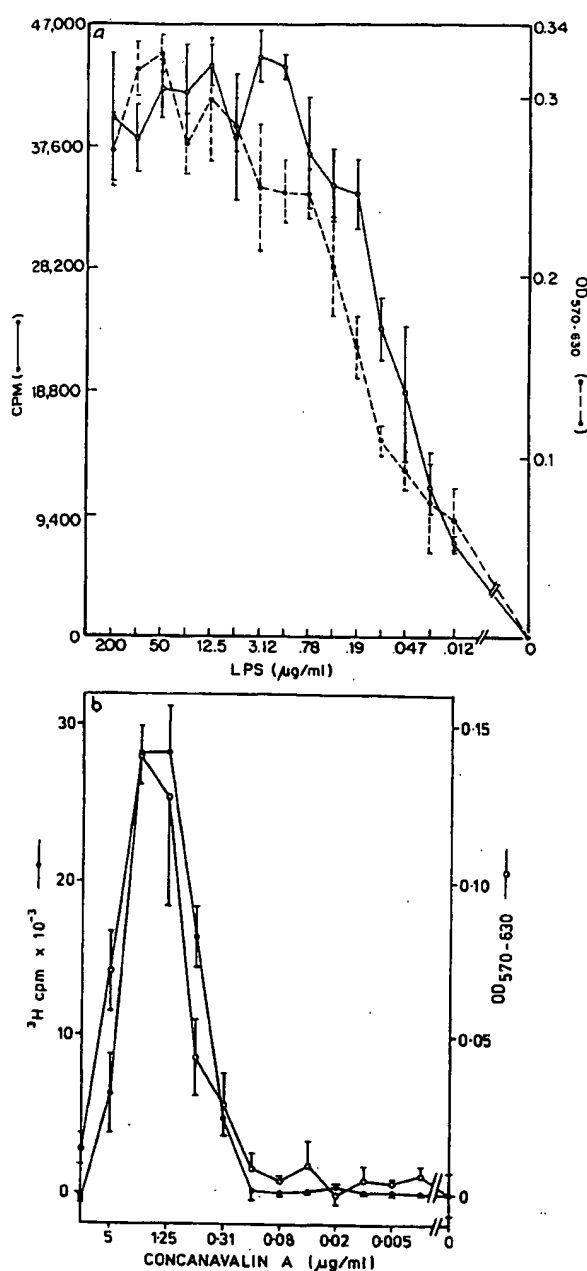 a
47,000
37,600
28,200
18,800
9,400
0
CPM (•——•)
0.34
0.3
0.2
0.1
0
OD570-630 (•---•)
200 50 12.5 3.12 .78 .19 .047 .012 0
LPS (µg/ml)
b
30
20
10
0
³H cpm x 10⁻³
0·15
0·10
0·05
0
OD570-630
5 1·25 0·31 0·08 0·02 0·005 0
CONCANAVALIN A (µg/ml)